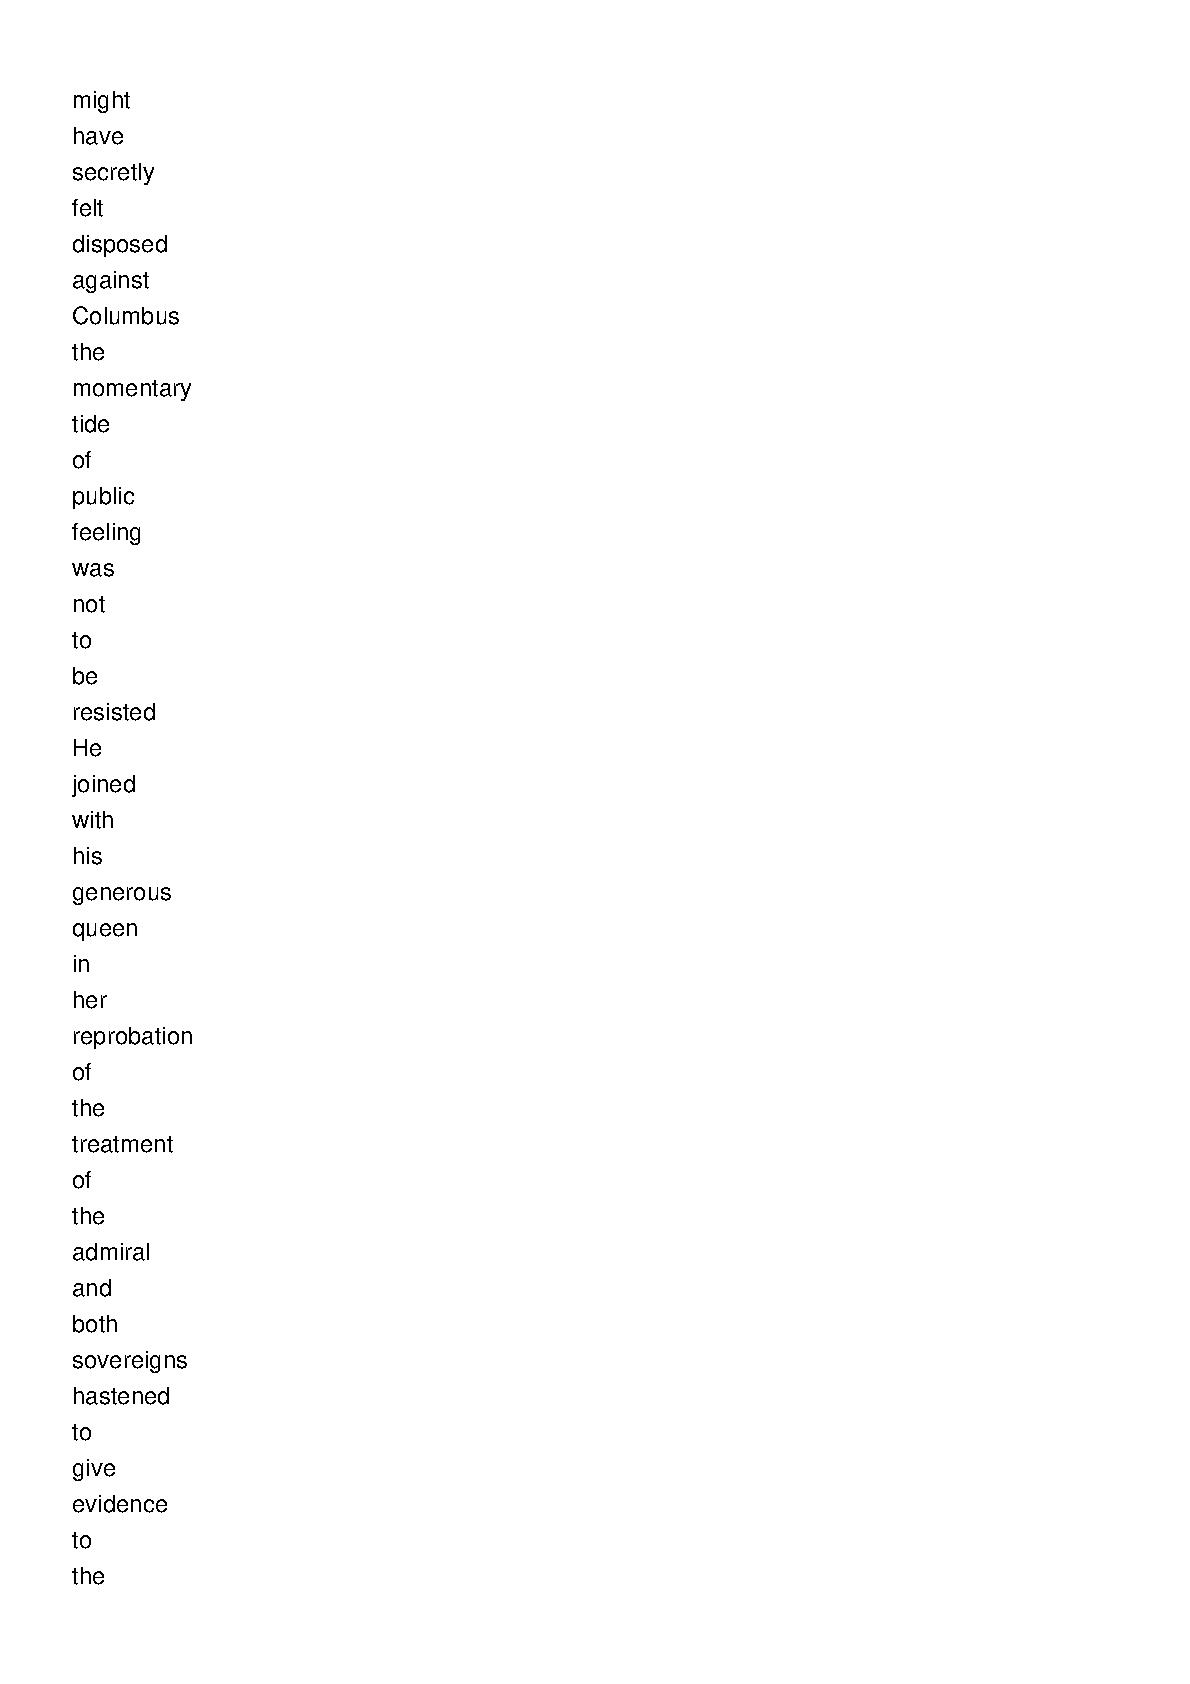 might
have
secretly
felt
disposed
against
Columbus
the
momentary
tide
of
public
feeling
was
not
to
be
resisted
He
joined
with
his
generous
queen
in
her
reprobation
of
the
treatment
of
the
admiral
and
both
sovereigns
hastened
to
give
evidence
to
the